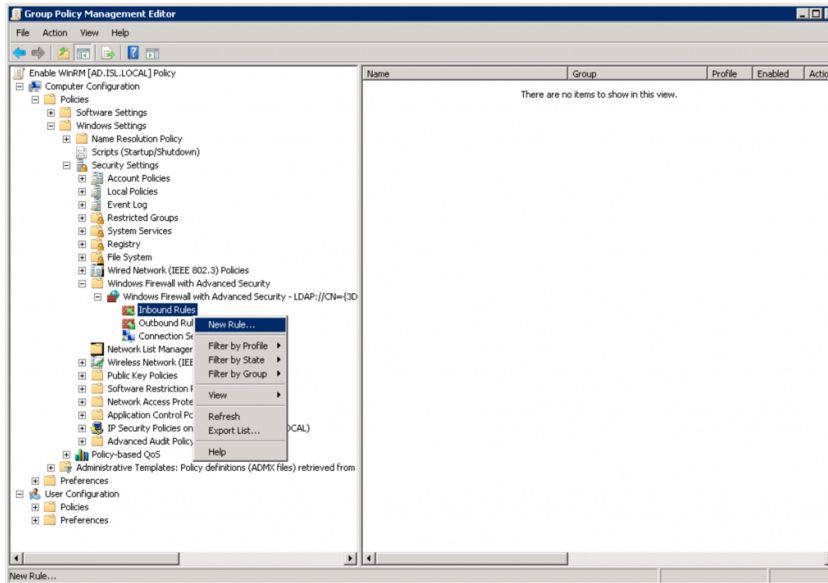 Group Policy Management Editor
File Action View Help
Enable WinRM [AD.ISL.LOCAL] Policy
Computer Configuration
Policies
Software Settings
Windows Settings
Name Resolution Policy
Scripts (Startup/Shutdown)
Security Settings
Account Policies
Local Policies
Event Log
Restricted Groups
System Services
Registry
File System
Wired Network (IEEE 802.3) Policies
Windows Firewall with Advanced Security
Windows Firewall with Advanced Security - LDAP://CN={3D
Inbound Rules
Outbound Rul
Connection Se
Network List Manager
Wireless Network (IEE
Public Key Policies
Software Restriction P
Network Access Prote
Application Control Po
IP Security Policies on OCAL)
Advanced Audit Policy
Policy-based QoS
Administrative Templates: Policy definitions (ADMX files) retrieved from
Preferences
User Configuration
Policies
Preferences
New Rule...
Filter by Profile
Filter by State
Filter by Group
View
Refresh
Export List...
Help
Name Group Profile Enabled Actio
There are no items to show in this view.
New Rule...